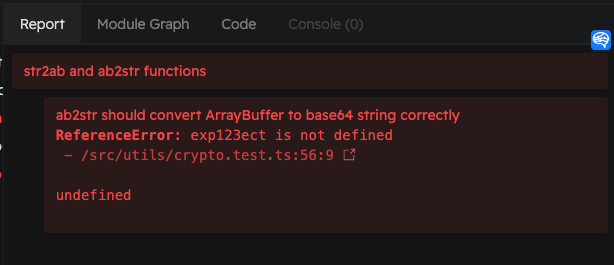 Report Module Graph Code Console (0)
str2ab and ab2str functions
ab2str should convert ArrayBuffer to base64 string correctly
ReferenceError: exp123ect is not defined
– /src/utils/crypto.test.ts:56:9
undefined